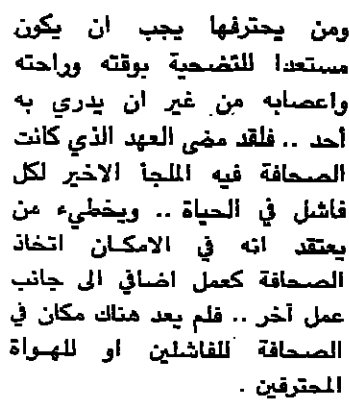 ومن يحترفها يجب ان يكون
مستعدا للتضحية بوقته وراحته
واعصابه من غير ان يدري به
أحد .. فلقد مضى العهد الذي كانت
الصحافة فيه الملجأ الاخير لكل
فاشل في الحياة .. ويخطيء من
يعتقد انه في الامكان اتخاذ
الصحافة كعمل اضافي الى جانب
عمل آخر .. فلم يعد هناك مكان في
الصحافة للفاشلين او للهواة
المحترفين .